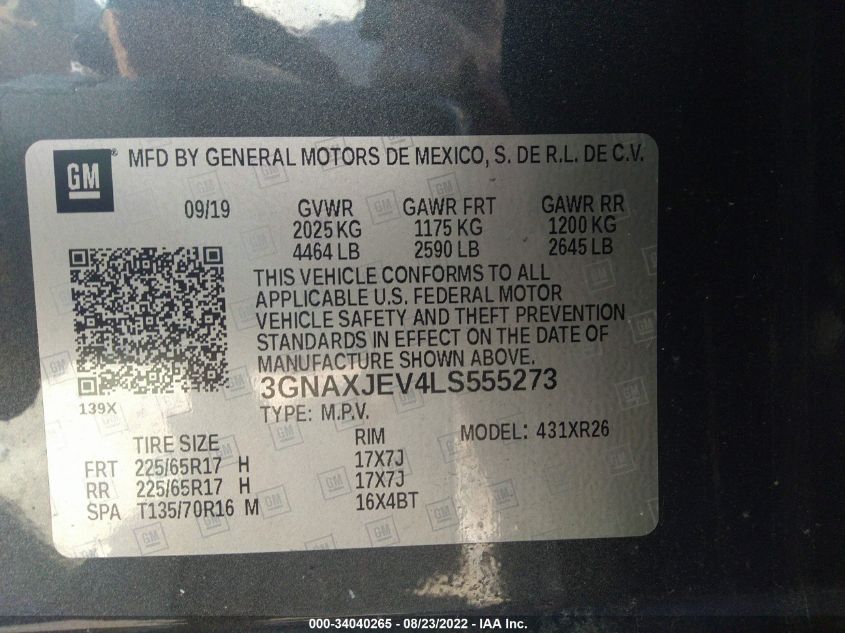 GM ® MFD BY GENERAL MOTORS DE MEXICO, S. DE R.L. DE C.V.
09/19 GVWR GAWR FRT GAWR RR
2025 KG 1175 KG 1200 KG
4464 LB 2590 LB 2645 LB
THIS VEHICLE CONFORMS TO ALL
APPLICABLE U.S. FEDERAL MOTOR
VEHICLE SAFETY AND THEFT PREVENTION
STANDARDS IN EFFECT ON THE DATE OF
MANUFACTURE SHOWN ABOVE.
3GNAXJEV4LS555273
139X
TYPE: M.P.V.
TIRE SIZE RIM MODEL: 431XR26
FRT 225/65R17 H 17X7J
RR 225/65R17 H 17X7J
SPA T135/70R16 M 16X4BT
000-34040265 - 08/23/2022 - IAA Inc.